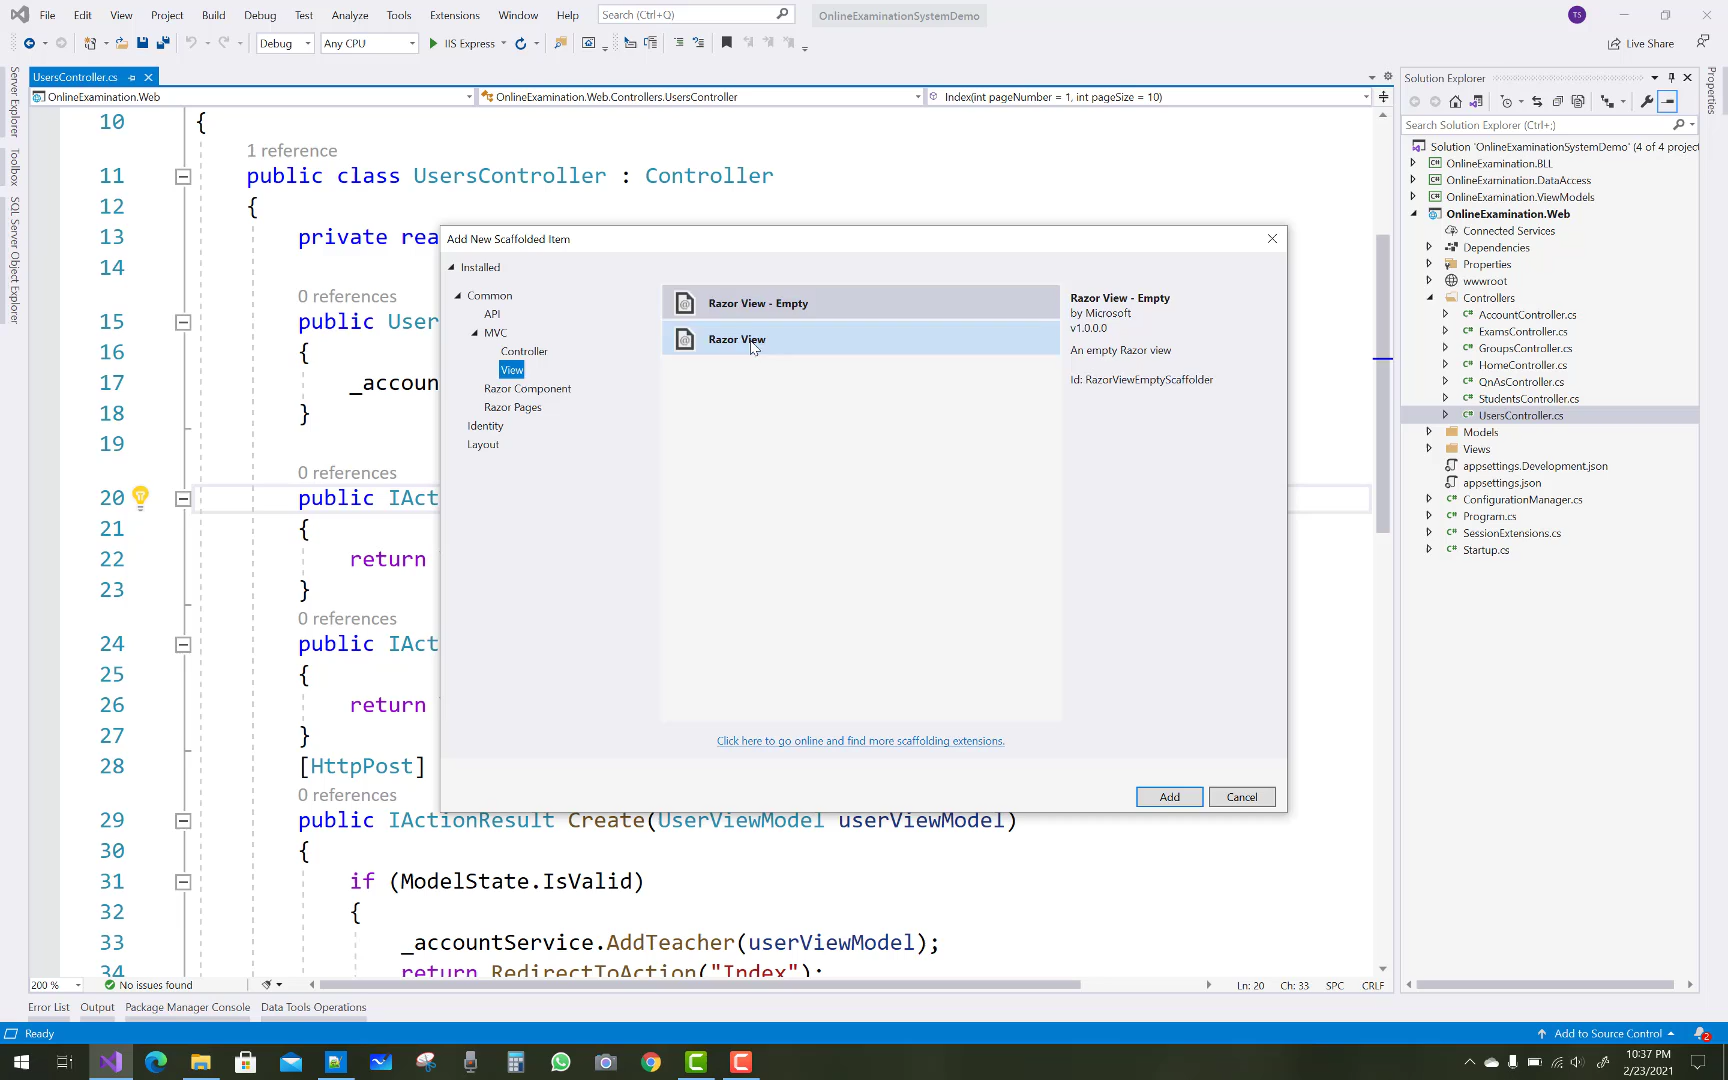 File Edit View Project Build Debug Test Analyze Tools Extensions Window Help Search (Ctrl+Q) OnlineExaminationSystemDemo TS
Debug Any CPU IIS Express Live Share
UsersController.cs
OnlineExamination.Web OnlineExamination.Web.Controllers.UsersController Index(int pageNumber = 1, int pageSize = 10)
Server Explorer
Toolbox
SQL Server Object Explorer
10 {
1 reference
11 public class UsersController : Controller
12 {
13 private rea
14
0 references
15 public User
16 {
17 _accoun
18 }
19
0 references
20 public IAct
21 {
22 return
23 }
0 references
24 public IAct
25 {
26 return
27 }
28 [HttpPost]
0 references
29 public IActionResult Create(UserViewModel userViewModel)
30 {
31 if (ModelState.IsValid)
32 {
33 _accountService.AddTeacher(userViewModel);
34 return RedirectToAction("Index");
Add New Scaffolded Item
Installed
Common
API
MVC
Controller
View
Razor Component
Razor Pages
Identity
Layout
Razor View - Empty
Razor View
Razor View - Empty
by Microsoft
v1.0.0.0
An empty Razor view
Id: RazorViewEmptyScaffolder
Click here to go online and find more scaffolding extensions.
Add Cancel
Solution Explorer
Search Solution Explorer (Ctrl+;)
Solution 'OnlineExaminationSystemDemo' (4 of 4 project
OnlineExamination.BLL
OnlineExamination.DataAccess
OnlineExamination.ViewModels
OnlineExamination.Web
Connected Services
Dependencies
Properties
wwwroot
Controllers
C# AccountController.cs
C# ExamsController.cs
C# GroupsController.cs
C# HomeController.cs
C# QnAsController.cs
C# StudentsController.cs
C# UsersController.cs
Models
Views
appsettings.Development.json
appsettings.json
C# ConfigurationManager.cs
C# Program.cs
C# SessionExtensions.cs
C# Startup.cs
Properties
200 % No issues found Ln: 20 Ch: 33 SPC CRLF
Error List Output Package Manager Console Data Tools Operations
Ready Add to Source Control 2
10:37 PM
2/23/2021